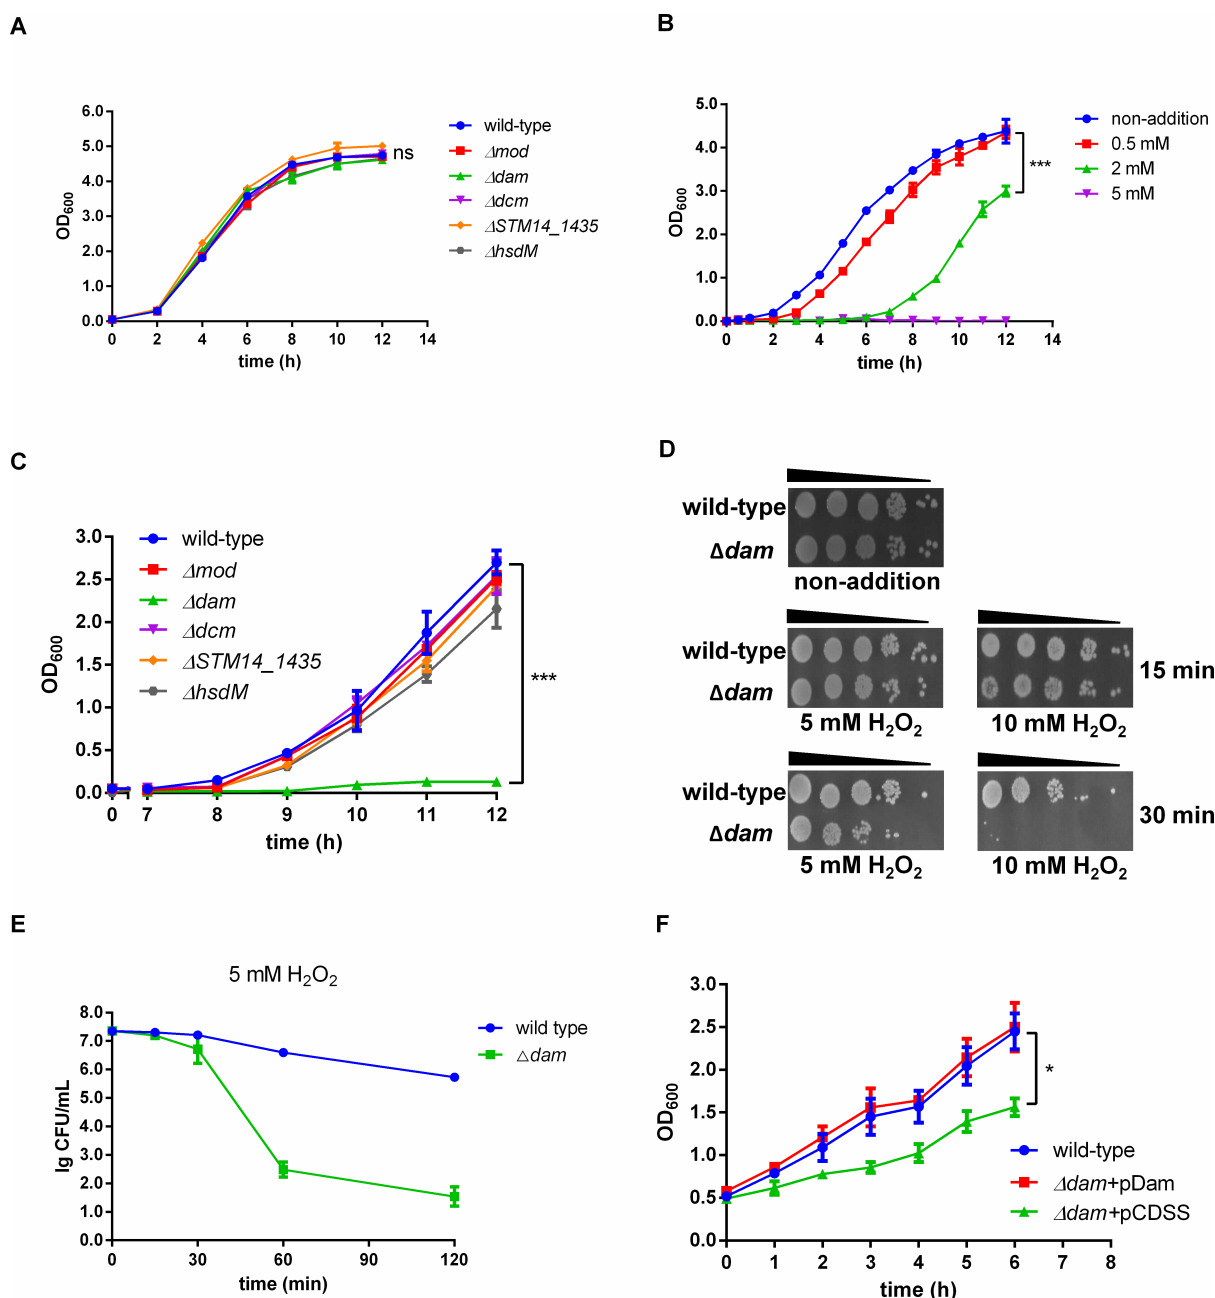 A
6.0
5.0
4.0
3.0
2.0
1.0
0.0
OD600
0 2 4 6 8 10 12 14
time (h)
ns
wild-type
Δmod
Δdam
Δdcm
ΔSTM14_1435
ΔhsdM
B
5.0
4.0
3.0
2.0
1.0
0.0
OD600
0 2 4 6 8 10 12 14
time (h)
***
non-addition
0.5 mM
2 mM
5 mM
C
3.0
2.5
2.0
1.5
1.0
0.5
0.0
OD600
0 7 8 9 10 11 12
time (h)
wild-type
Δmod
Δdam
Δdcm
ΔSTM14_1435
ΔhsdM
***
D
wild-type
Δdam
non-addition
wild-type
Δdam
5 mM H2O2
10 mM H2O2
15 min
wild-type
Δdam
5 mM H2O2
10 mM H2O2
30 min
E
5 mM H2O2
8.0
7.0
6.0
5.0
4.0
3.0
2.0
1.0
0.0
lg CFU/mL
0 30 60 90 120
time (min)
wild type
△dam
F
3.0
2.5
2.0
1.5
1.0
0.5
0.0
OD600
0 1 2 3 4 5 6 7 8
time (h)
*
wild-type
Δdam+pDam
Δdam+pCDSS